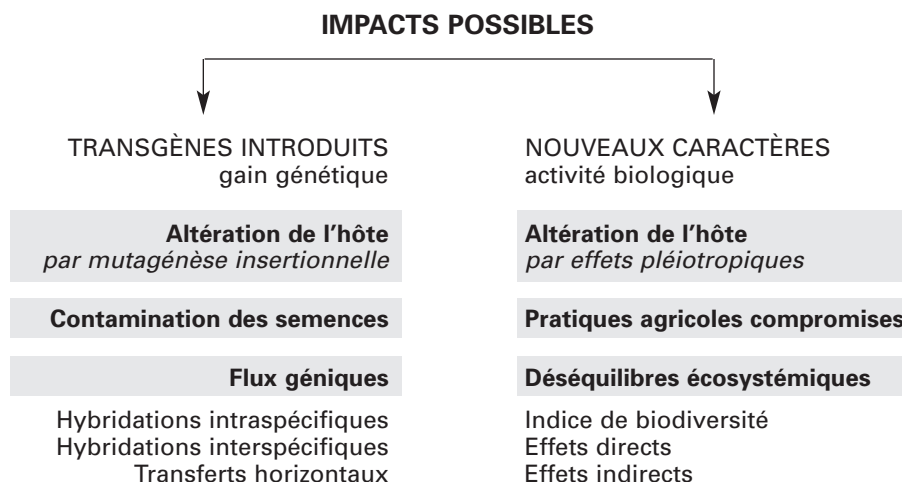 IMPACTS POSSIBLES
TRANSGÈNES INTRODUITS
gain génétique
Altération de l'hôte
par mutagénèse insertionnelle
Contamination des semences
Flux géniques
Hybridations intraspécifiques
Hybridations interspécifiques
Transferts horizontaux
NOUVEAUX CARACTÈRES
activité biologique
Altération de l'hôte
par effets pléiotropiques
Pratiques agricoles compromises
Déséquilibres écosystémiques
Indice de biodiversité
Effets directs
Effets indirects